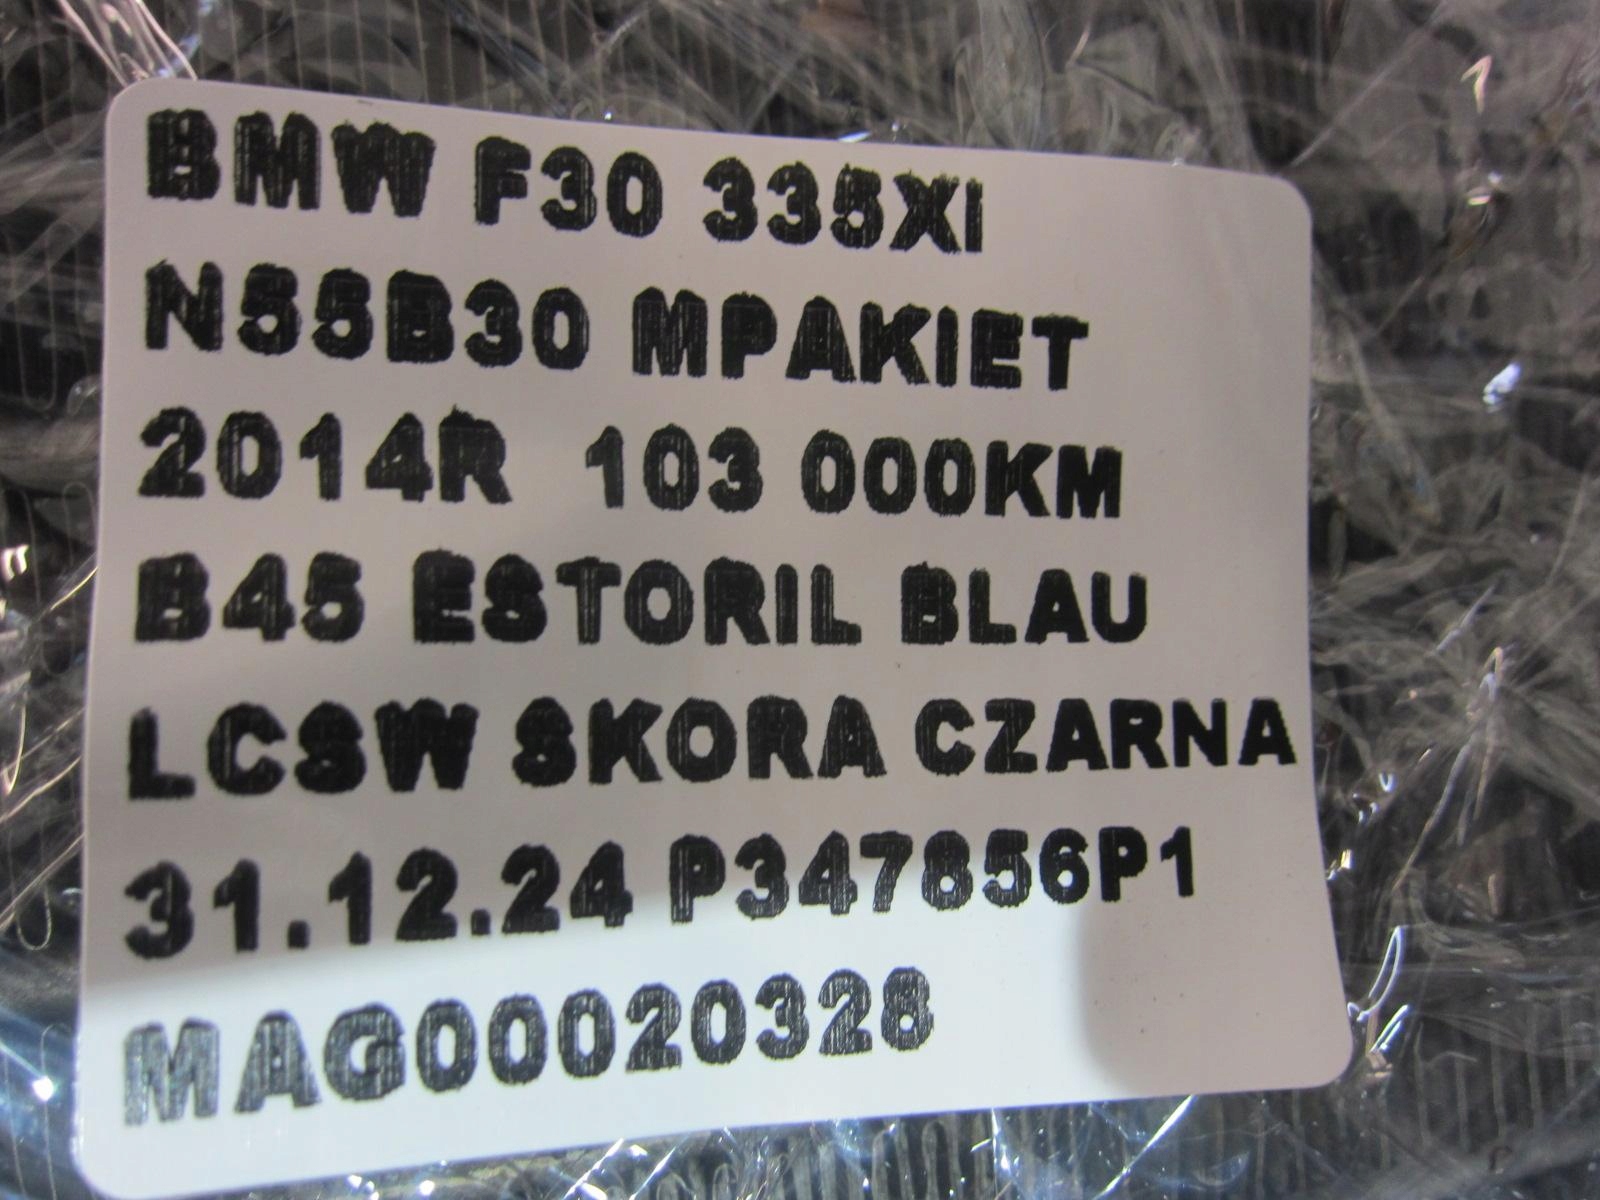 BMW F30 335XI
N55B30 MPAKIET
2014R 103 000KM
B45 ESTORIL BLAU
LCSW SKORA CZARNA
31.12.24 P347856P1
MAG00020328